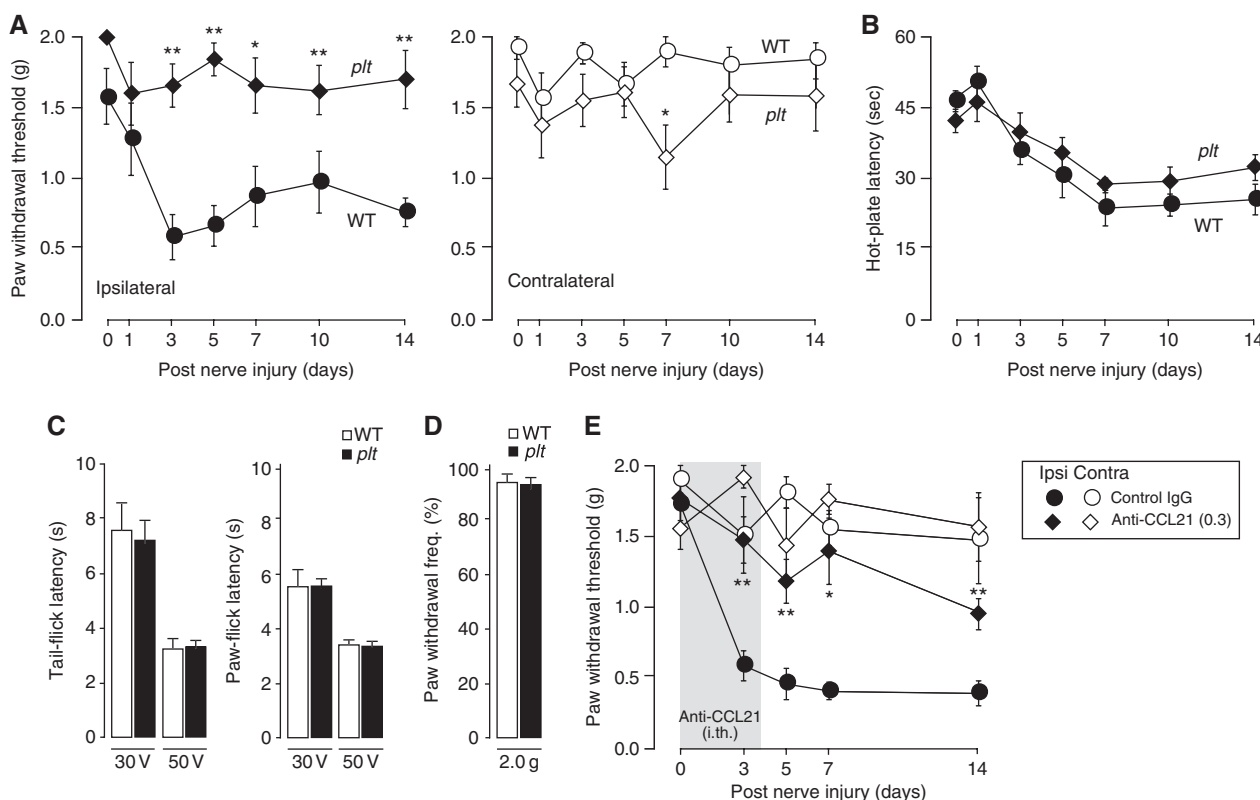 A
Paw withdrawal threshold (g)
2.0
1.5
1.0
0.5
0.0
** ** * ** **
plt
WT
Ipsilateral
0 1 3 5 7 10 14
Post nerve injury (days)
2.0
1.5
1.0
0.5
0.0
*
WT
plt
Contralateral
0 1 3 5 7 10 14
Post nerve injury (days)
B
Hot-plate latency (sec)
60
45
30
15
0
plt
WT
0 1 3 5 7 10 14
Post nerve injury (days)
C
WT
plt
Tail-flick latency (s)
10
8
6
4
2
0
30 V 50 V
Paw-flick latency (s)
10
8
6
4
2
0
30 V 50 V
D
WT
plt
Paw withdrawal freq. (%)
100
80
60
40
20
0
2.0 g
E
Paw withdrawal threshold (g)
2.0
1.5
1.0
0.5
0.0
** ** * **
Anti-CCL21
(i.th.)
0 3 5 7 14
Post nerve injury (days)
Ipsi Contra
Control IgG
Anti-CCL21 (0.3)